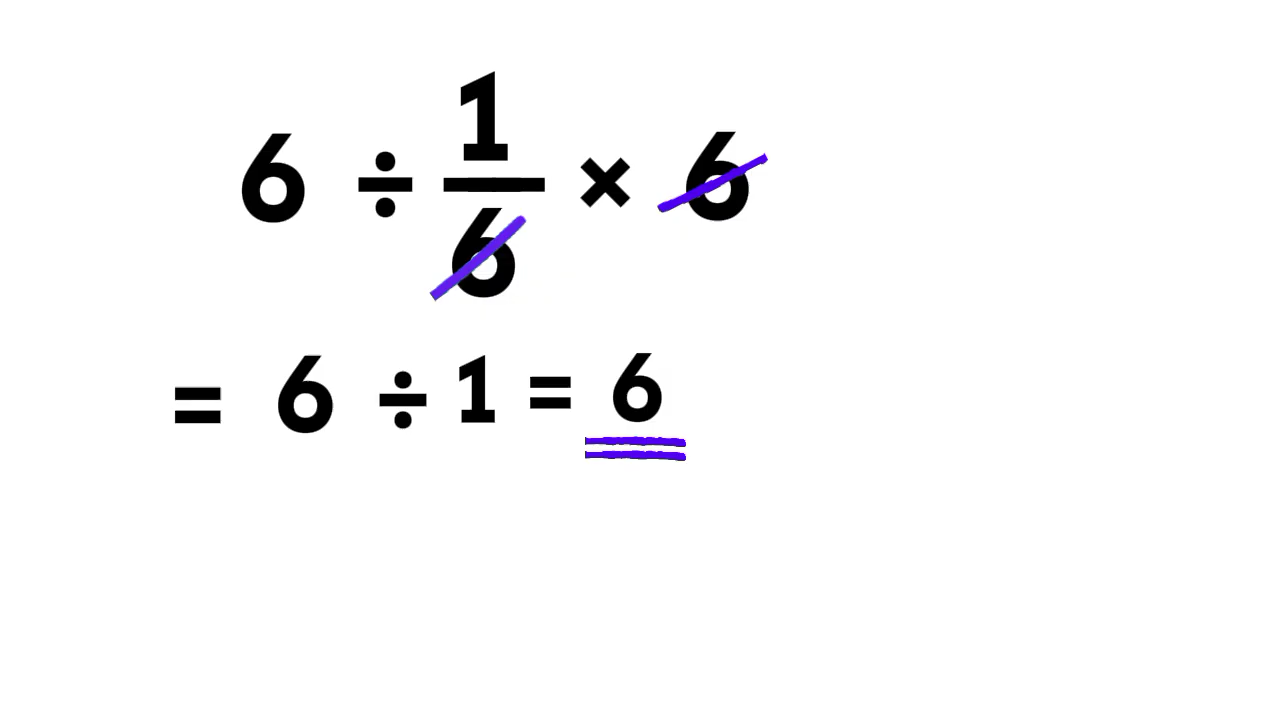 6 ÷ 1/6 × 6
= 6 ÷ 1 = 6